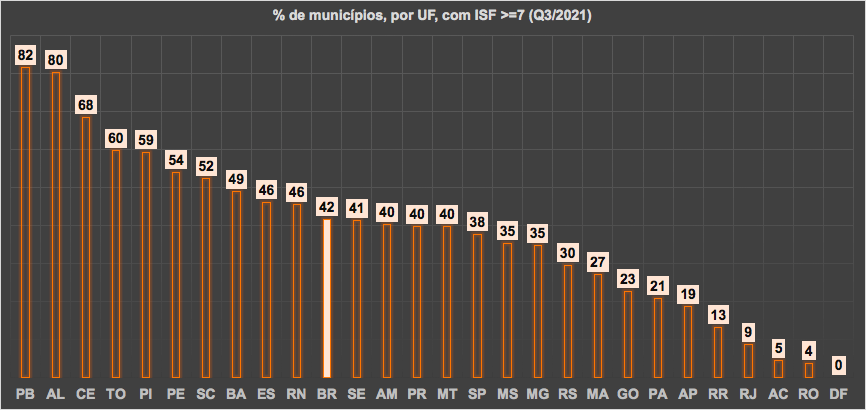 % de municípios, por UF, com ISF >=7 (Q3/2021)
82 80 68 60 59 54 52 49 46 46 42 41 40 40 40 38 35 35 30 27 23 21 19 13 9 5 4 0
PB AL CE TO PI PE SC BA ES RN BR SE AM PR MT SP MS MG RS MA GO PA AP RR RJ AC RO DF